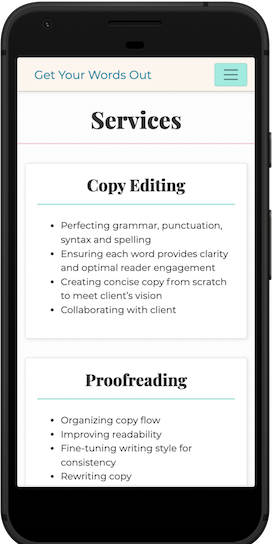 Get Your Words Out
Services
Copy Editing
Perfecting grammar, punctuation,
syntax and spelling
Ensuring each word provides clarity
and optimal reader engagement
Creating concise copy from scratch
to meet client's vision
Collaborating with client
Proofreading
Organizing copy flow
Improving readability
Fine-tuning writing style for
consistency
Rewriting copy